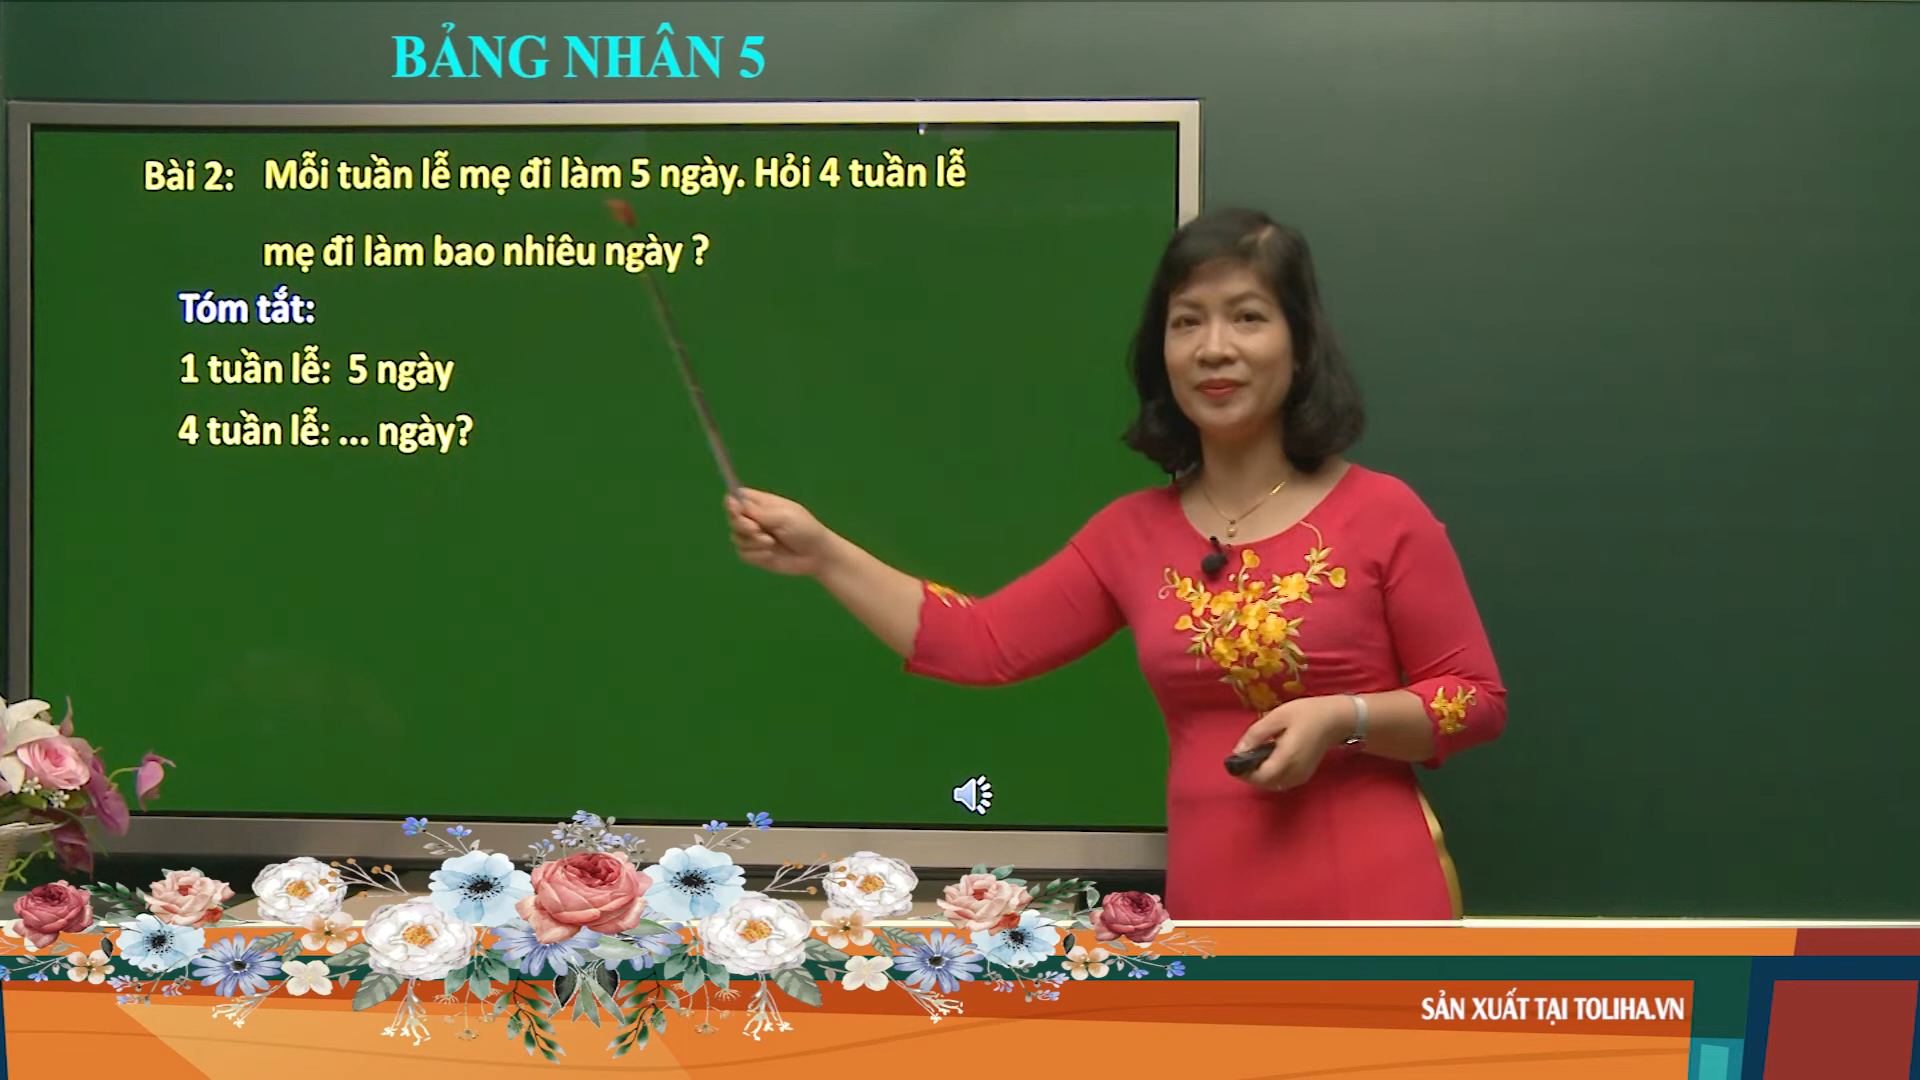 BẢNG NHÂN 5
Bài 2: Mỗi tuần lễ mẹ đi làm 5 ngày. Hỏi 4 tuần lễ
mẹ đi làm bao nhiêu ngày ?
Tóm tắt:
1 tuần lễ: 5 ngày
4 tuần lễ: ... ngày?
SẢN XUẤT TẠI TOLIHA.VN